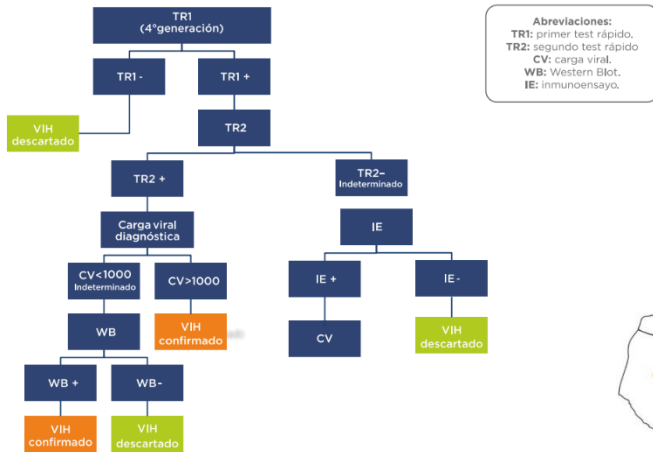 TR1
(4°generación)
Abreviaciones:
TR1: primer test rápido.
TR2: segundo test rápido
CV: carga viral.
WB: Western Blot.
IE: inmunoensayo.
TR1 -
TR1 +
VIH
descartado
TR2
TR2 +
TR2–
Indeterminado
Carga viral
diagnóstica
IE
CV<1000
Indeterminado
CV>1000
IE +
IE-
WB
VIH
confirmado
CV
VIH
descartado
WB +
WB-
VIH
confirmado
VIH
descartado